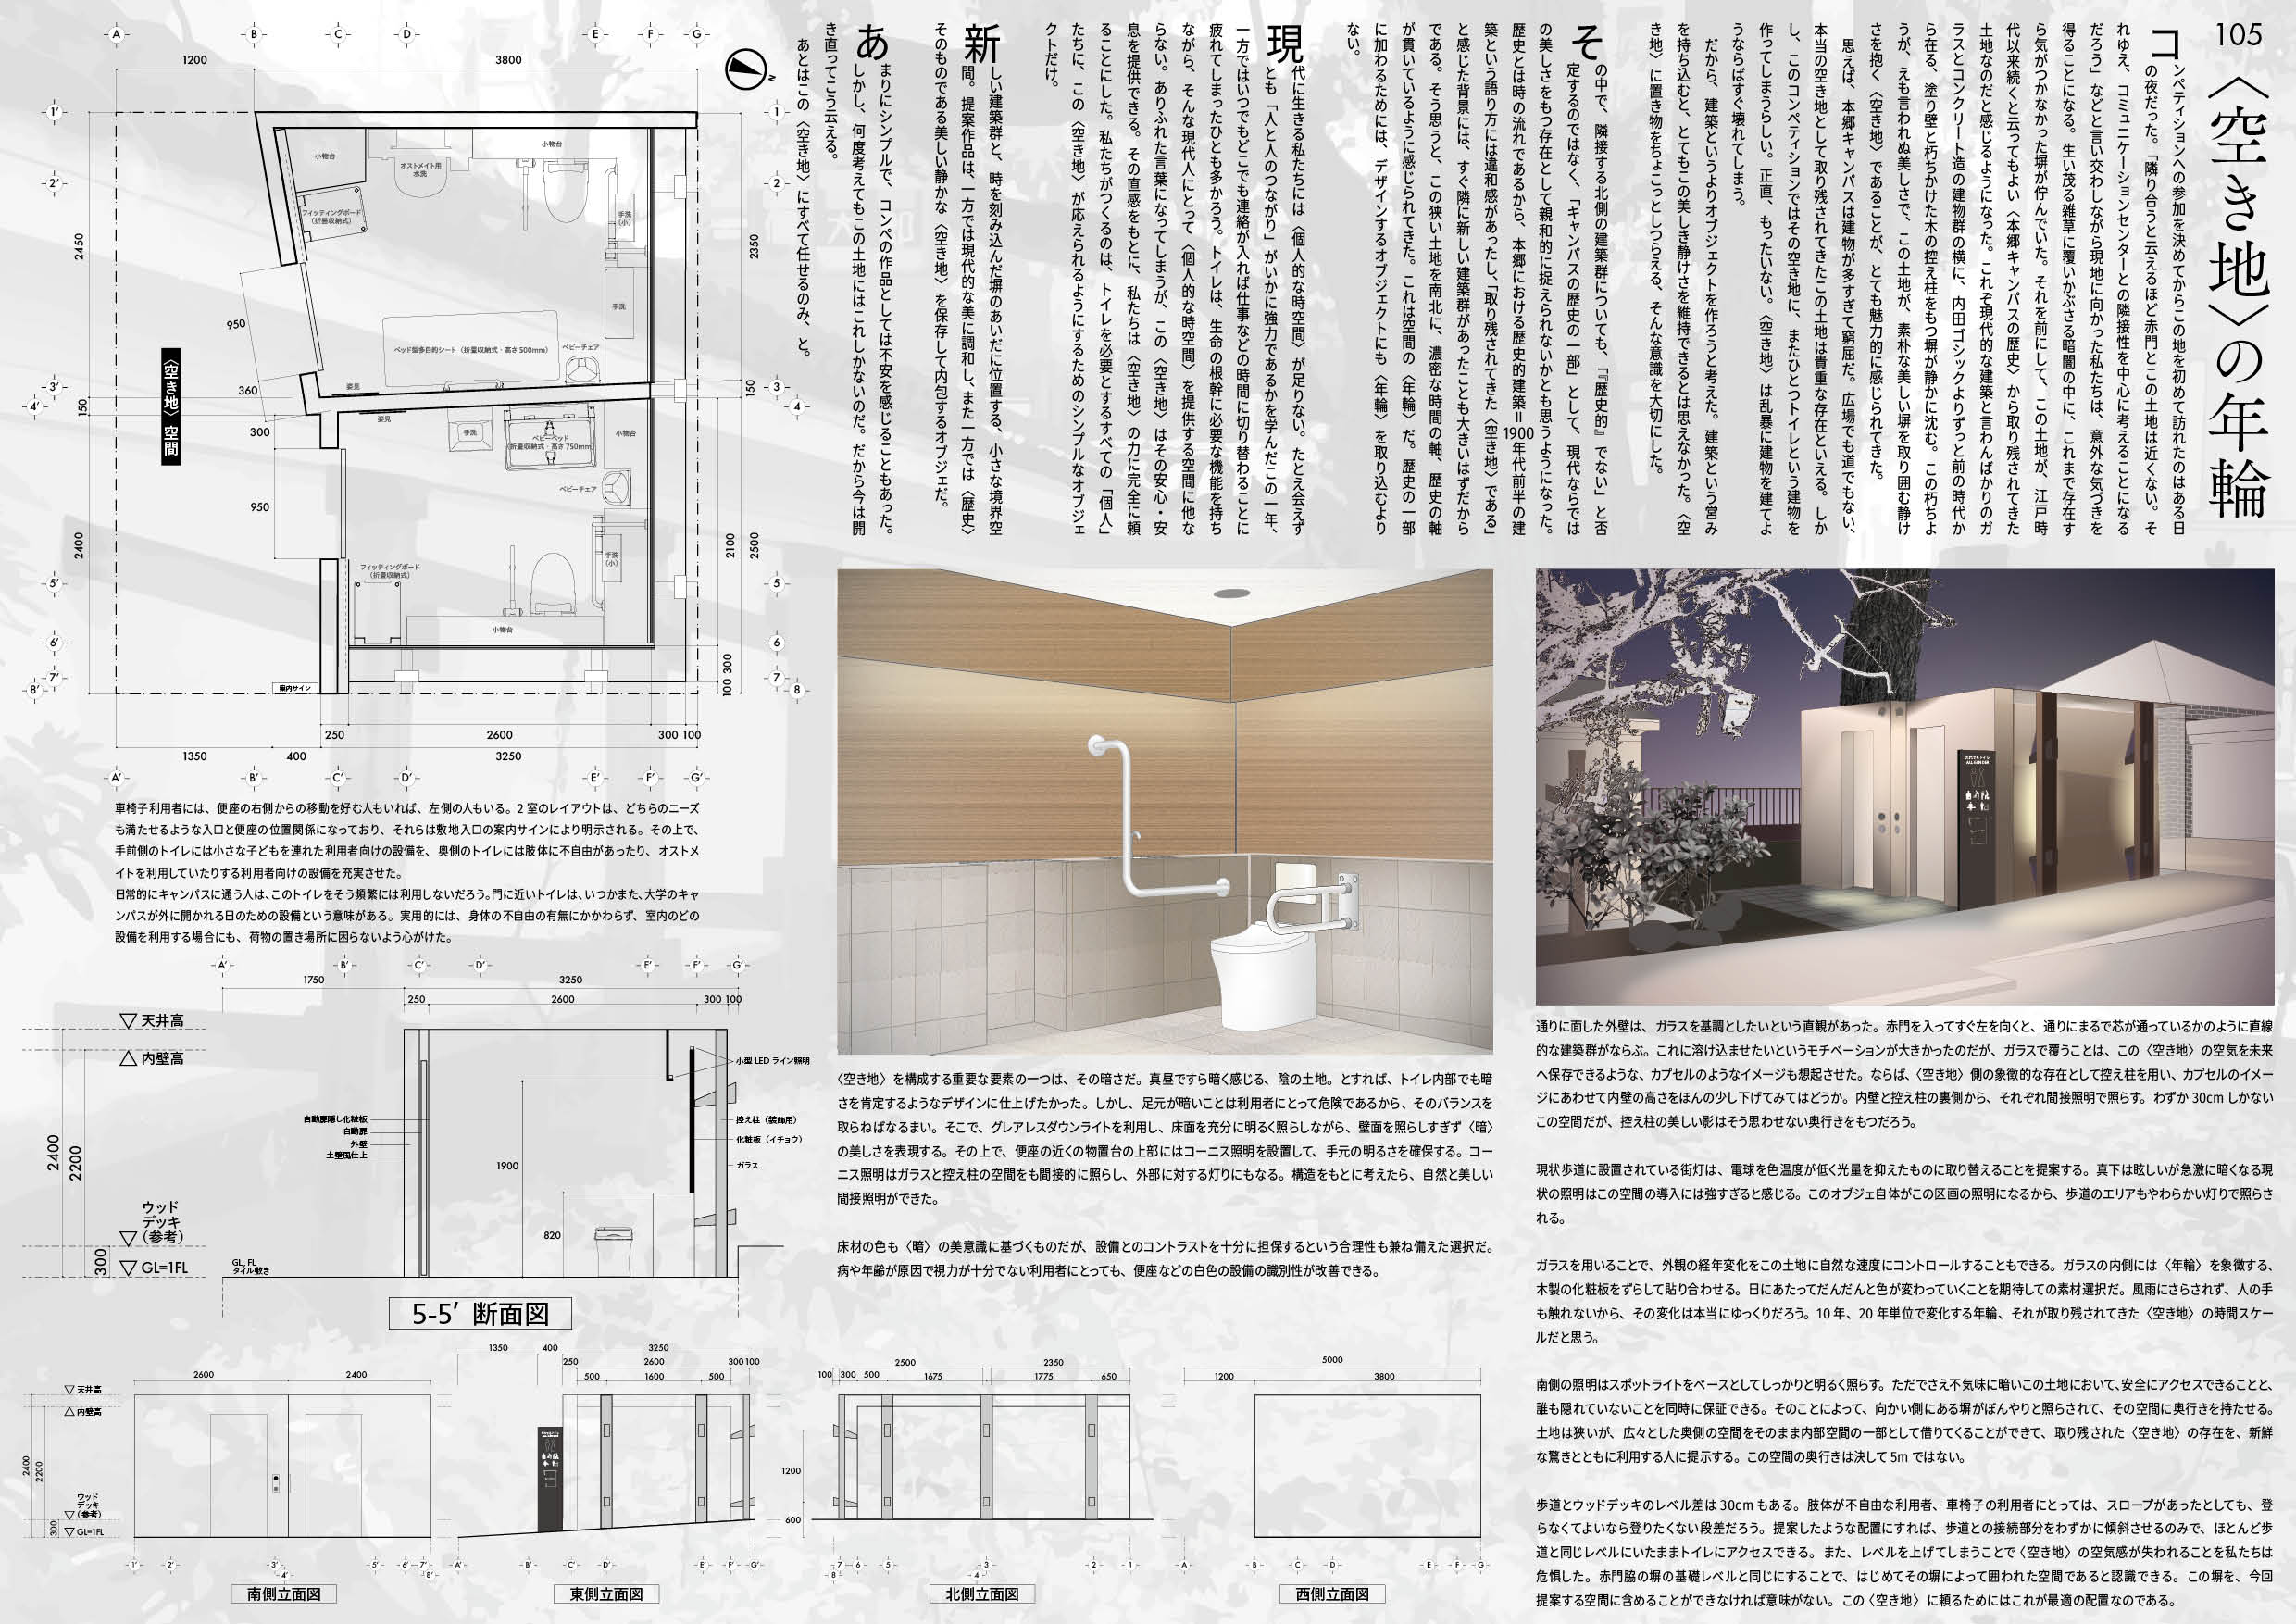 105
〈空き地〉の年輪
コンペティションへの参加を決めてからこの地を初めて訪れたのはある日
の夜だった。「隣り合うと云えるほど赤門とこの土地は近くない。そ
れゆえ、コミュニケーションセンターとの隣接性を中心に考えることになる
だろう」などと言い交わしながら現地に向かった私たちは、意外な気づきを
得ることになる。生い茂る雑草に覆いかぶさる暗闇の中に、これまで存在す
ら気がつかなかった塀が佇んでいた。それを前にして、この土地が、江戸時
代以来続くと云ってもよい〈本郷キャンパスの歴史〉から取り残されてきた
土地なのだと感じるようになった。これぞ現代的な建築と言わんばかりのガ
ラスとコンクリート造の建物群の横に、内田ゴシックよりずっと前の時代か
ら在る、塗り壁と朽ちかけた木の控え柱をもつ塀が静かに沈む。この朽ちよ
うが、えも言われぬ美しさで、この土地が、素朴な美しい塀を取り囲む静け
さを抱く〈空き地〉であることが、とても魅力的に感じられてきた。
思えば、本郷キャンパスは建物が多すぎて窮屈だ。広場でも道でもない、
本当の空き地として取り残されてきたこの土地は貴重な存在といえる。しか
し、このコンペティションではその空き地に、またひとつトイレという建物を
作ってしまうらしい。正直、もったいない。〈空き地〉は乱暴に建物を建てよ
うならばすぐ壊れてしまう。
だから、建築というよりオブジェクトを作ろうと考えた。建築という営み
を持ち込むと、とてもこの美しき静けさを維持できるとは思えなかった。〈空
き地〉に置き物をちょこっとしつらえる、そんな意識を大切にした。
その中で、隣接する北側の建築群についても、「『歴史的』でない」と否
定するのではなく、「キャンパスの歴史の一部」として、現代ならでは
の美しさをもつ存在として親和的に捉えられないかとも思うようになった。
歴史とは時の流れであるから、本郷における歴史的建築＝1900年代前半の建
築という語り方には違和感があったし、「取り残されてきた〈空き地〉である」
と感じた背景には、すぐ隣に新しい建築群があったことも大きいはずだから
である。そう思うと、この狭い土地を南北に、濃密な時間の軸、歴史の軸
が貫いているように感じられてきた。これは空間の〈年輪〉だ。歴史の一部
に加わるためには、デザインするオブジェクトにも〈年輪〉を取り込むより
ない。
現代に生きる私たちには〈個人的な時空間〉が足りない。たとえ会えず
とも「人と人のつながり」がいかに強力であるかを学んだこの一年、
一方ではいつでもどこでも連絡が入れば仕事などの時間に切り替わることに
疲れてしまったひとも多かろう。トイレは、生命の根幹に必要な機能を持ち
ながら、そんな現代人にとって〈個人的な時空間〉を提供する空間に他な
らない。ありふれた言葉になってしまうが、この〈空き地〉はその安心・安
息を提供できる。その直感をもとに、私たちは〈空き地〉の力に完全に頼
ることにした。私たちがつくるのは、トイレを必要とするすべての「個人」
たちに、この〈空き地〉が応えられるようにするためのシンプルなオブジェ
クトだけ。
新しい建築群と、時を刻み込んだ塀のあいだに位置する、小さな境界空
間。提案作品は、一方では現代的な美に調和し、また一方では〈歴史〉
そのものである美しい静かな〈空き地〉を保存して内包するオブジェだ。
あまりにシンプルで、コンペの作品としては不安を感じることもあった。
しかし、何度考えてもこの土地にはこれしかないのだ。だから今は開
き直ってこう云える。
あとはこの〈空き地〉にすべて任せるのみ、と。
A B C D E F G
1200 3800
N
1' 2' 3' 4' 5' 6' 7' 8'
1 2 3 4 5 6 7 8
2450 150 2400
950 360 300 950
2350 150 2100 2500 300 100
小物台
オストメイト用
水洗
小物台
フィッティングボード
（折畳収納式）
手洗
（小）
手洗
ベッド型多目的シート（折畳収納式・高さ500mm）
ベビーチェア
姿見
姿見
手洗
ベビーベッド
（折畳収納式・高さ750mm）
小物台
ベビーチェア
手洗
（小）
フィッティングボード
（折畳収納式）
小物台
案内サイン
〈空き地〉空間
250 2600 300 100
1350 400 3250
A' B' C' D' E' F' G'
車椅子利用者には、便座の右側からの移動を好む人もいれば、左側の人もいる。2室のレイアウトは、どちらのニーズ
も満たせるような入口と便座の位置関係になっており、それらは敷地入口の案内サインにより明示される。その上で、
手前側のトイレには小さな子どもを連れた利用者向けの設備を、奥側のトイレには肢体に不自由があったり、オストメ
イトを利用していたりする利用者向けの設備を充実させた。
日常的にキャンパスに通う人は、このトイレをそう頻繁には利用しないだろう。門に近いトイレは、いつかまた、大学のキャ
ンパスが外に開かれる日のための設備という意味がある。実用的には、身体の不自由の有無にかかわらず、室内のどの
設備を利用する場合にも、荷物の置き場所に困らないよう心がけた。
A' B' C' D' E' F' G'
1750 3250
250 2600 300 100
▽ 天井高
△ 内壁高
小型LEDライン照明
自動扉隠し化粧板
自動扉
外壁
土壁風仕上
控え柱（装飾用）
化粧板（イチョウ）
ガラス
2400 2200 1900 820 300
ウッド
デッキ
▽（参考）
▽ GL=1FL
GL, FL
タイル敷き
5-5' 断面図
〈空き地〉を構成する重要な要素の一つは、その暗さだ。真昼ですら暗く感じる、陰の土地。とすれば、トイレ内部でも暗
さを肯定するようなデザインに仕上げたかった。しかし、足元が暗いことは利用者にとって危険であるから、そのバランスを
取らねばなるまい。そこで、グレアレスダウンライトを利用し、床面を充分に明るく照らしながら、壁面を照らしすぎず〈暗〉
の美しさを表現する。その上で、便座の近くの物置台の上部にはコーニス照明を設置して、手元の明るさを確保する。コー
ニス照明はガラスと控え柱の空間をも間接的に照らし、外部に対する灯りにもなる。構造をもとに考えたら、自然と美しい
間接照明ができた。
床材の色も〈暗〉の美意識に基づくものだが、設備とのコントラストを十分に担保するという合理性も兼ね備えた選択だ。
病や年齢が原因で視力が十分でない利用者にとっても、便座などの白色の設備の識別性が改善できる。
通りに面した外壁は、ガラスを基調としたいという直観があった。赤門を入ってすぐ左を向くと、通りにまるで芯が通っているかのように直線
的な建築群がならぶ。これに溶け込ませたいというモチベーションが大きかったのだが、ガラスで覆うことは、この〈空き地〉の空気を未来
へ保存できるような、カプセルのようなイメージも想起させた。ならば、〈空き地〉側の象徴的な存在として控え柱を用い、カプセルのイメー
ジにあわせて内壁の高さをほんの少し下げてみてはどうか。内壁と控え柱の裏側から、それぞれ間接照明で照らす。わずか30cmしかない
この空間だが、控え柱の美しい影はそう思わせない奥行きをもつだろう。
現状歩道に設置されている街灯は、電球を色温度が低く光量を抑えたものに取り替えることを提案する。真下は眩しいが急激に暗くなる現
状の照明はこの空間の導入には強すぎると感じる。このオブジェ自体がこの区画の照明になるから、歩道のエリアもやわらかい灯りで照らさ
れる。
ガラスを用いることで、外観の経年変化をこの土地に自然な速度にコントロールすることもできる。ガラスの内側には〈年輪〉を象徴する、
木製の化粧板をずらして貼り合わせる。日にあたってだんだんと色が変わっていくことを期待しての素材選択だ。風雨にさらされず、人の手
も触れないから、その変化は本当にゆっくりだろう。10年、20年単位で変化する年輪、それが取り残されてきた〈空き地〉の時間スケー
ルだと思う。
南側の照明はスポットライトをベースとしてしっかりと明るく照らす。ただでさえ不気味に暗いこの土地において、安全にアクセスできることと、
誰も隠れていないことを同時に保証できる。そのことによって、向かい側にある塀がぼんやりと照らされて、その空間に奥行きを持たせる。
土地は狭いが、広々とした奥側の空間をそのまま内部空間の一部として借りてくることができて、取り残された〈空き地〉の存在を、新鮮
な驚きとともに利用する人に提示する。この空間の奥行きは決して5mではない。
歩道とウッドデッキのレベル差は30cmもある。肢体が不自由な利用者、車椅子の利用者にとっては、スロープがあったとしても、登
らなくてよいなら登りたくない段差だろう。提案したような配置にすれば、歩道との接続部分をわずかに傾斜させるのみで、ほとんど歩
道と同じレベルにいたままトイレにアクセスできる。また、レベルを上げてしまうことで〈空き地〉の空気感が失われることを私たちは
危惧した。赤門脇の塀の基礎レベルと同じにすることで、はじめてその塀によって囲われた空間であると認識できる。この塀を、今回
提案する空間に含めることができなければ意味がない。この〈空き地〉に頼るためにはこれが最適の配置なのである。
2600 2400
▽ 天井高
△ 内壁高
2400 2200 300
ウッド
デッキ
▽（参考）
▽ GL=1FL
1' 2' 3' 4' 5' 6' 7' 8'
南側立面図
1350 400 3250
250 2600 300 100
500 1600 500
A' B' C' D' E' F' G'
東側立面図
2500 2350
100 300 500 1675 1775 650
1200
600
8 7 6 5 4 3 2 1
北側立面図
5000
1200 3800
A B C D E F G
西側立面図